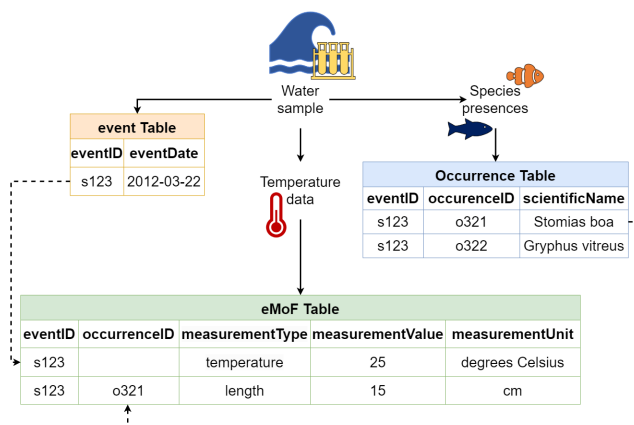 Water
sample
Species
presences
event Table
eventID eventDate
s123 2012-03-22
Temperature
data
Occurrence Table
eventID occurenceID scientificName
s123 o321 Stomias boa
s123 o322 Gryphus vitreus
eMoF Table
eventID occurrenceID measurementType measurementValue measurementUnit
s123 temperature 25 degrees Celsius
s123 o321 length 15 cm